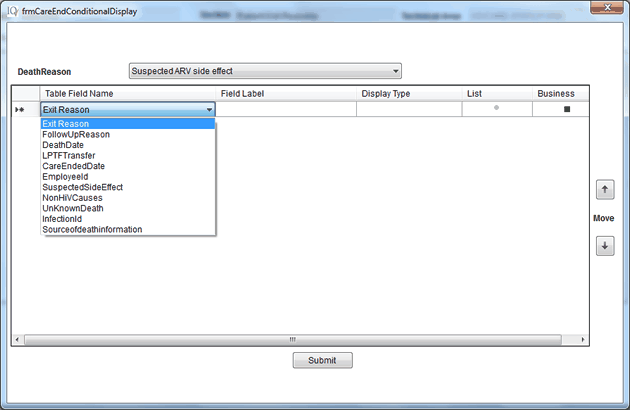 IQ frmCareEndConditionalDisplay
DeathReason Suspected ARV side effect
Table Field Name Field Label Display Type List Business
Exit Reason
Exit Reason
FollowUpReason
DeathDate
LPTFTransfer
CareEndedDate
EmployeeId
SuspectedSideEffect
NonHiVCauses
UnKnownDeath
InfectionId
Sourceofdeathinformation
Move
Submit